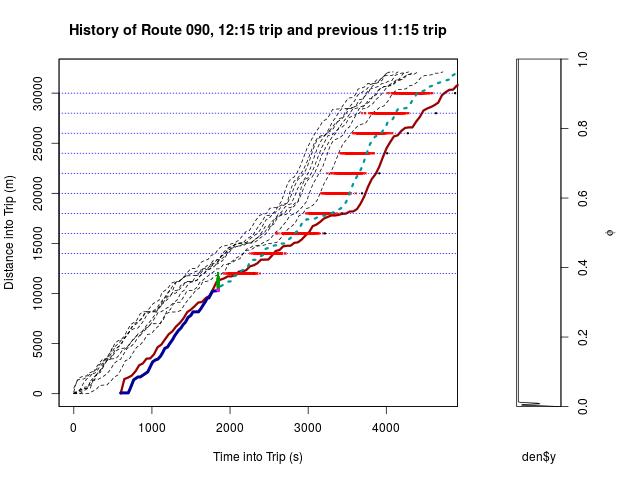 History of Route 090, 12:15 trip and previous 11:15 trip
Distance Into Trip (m)
30000
25000
20000
15000
10000
5000
0
0 1000 2000 3000 4000
Time into Trip (s)
1.0
0.8
0.6
0.4
0.2
0.0
ϕ
den$y